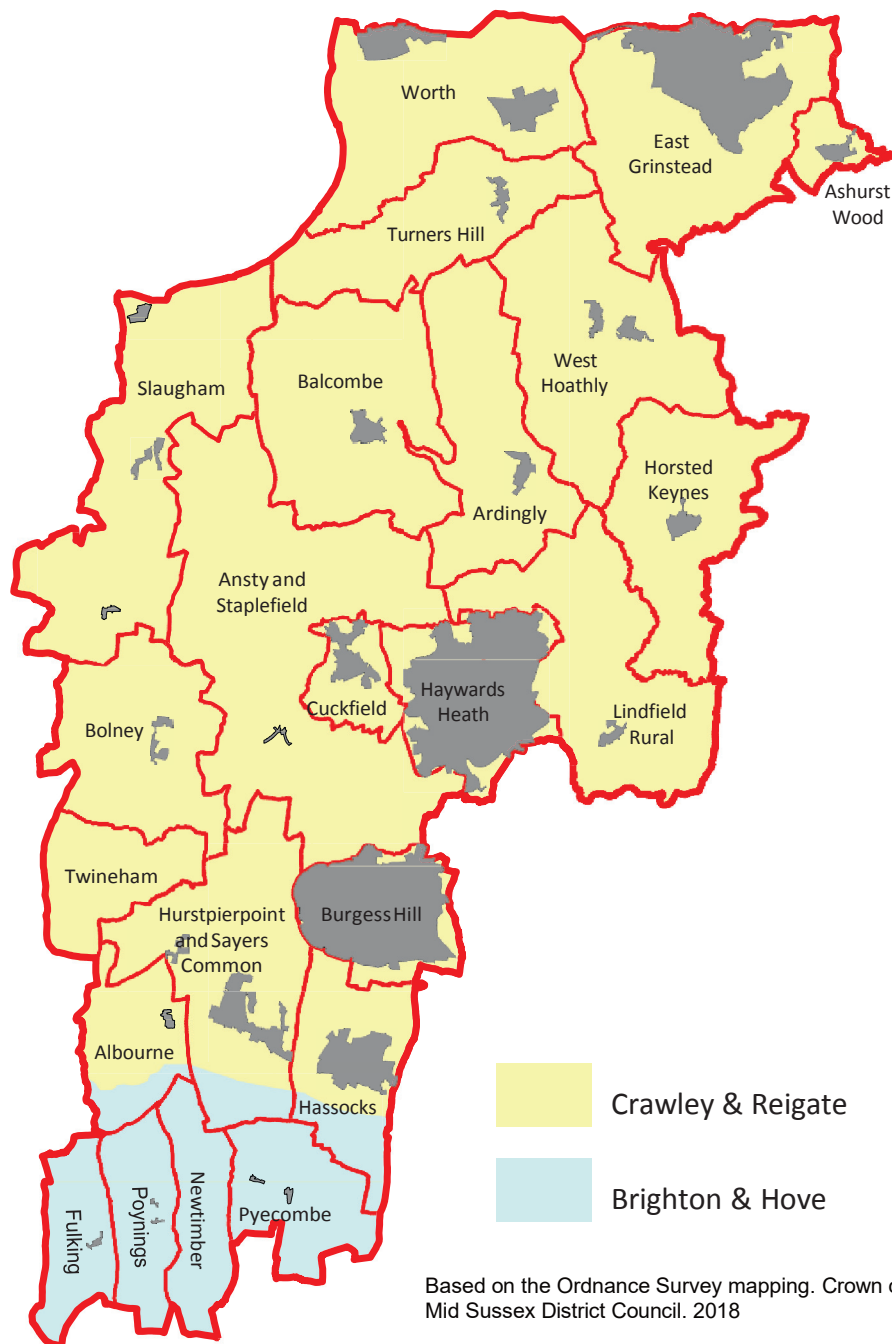 Worth
East
Grinstead
Ashurst
Wood
Turners Hill
West
Hoathly
Slaugham
Balcombe
Horsted
Keynes
Ardingly
Ansty and
Staplefield
Haywards
Heath
Cuckfield
Lindfield
Rural
Bolney
Twineham
Burgess Hill
Hurstpierpoint
and Sayers
Common
Albourne
Hassocks
Fulking
Poynings
Newtimber
Pyecombe
Crawley & Reigate
Brighton & Hove
Based on the Ordnance Survey mapping. Crown
Mid Sussex District Council. 2018